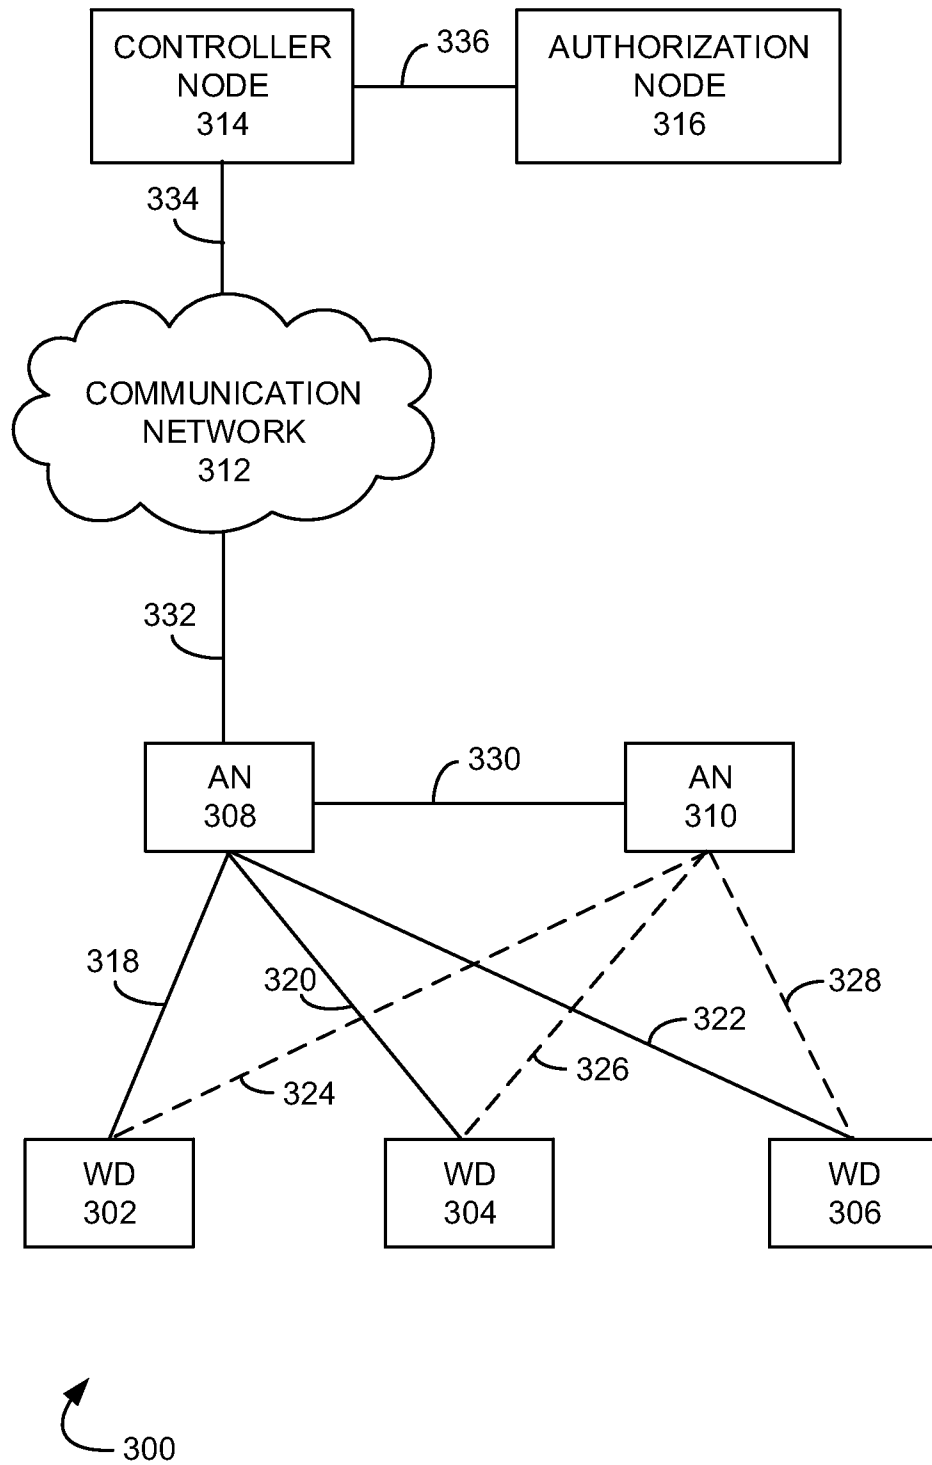 CONTROLLER
NODE
314
336
AUTHORIZATION
NODE
316
334
COMMUNICATION
NETWORK
312
332
AN
308
330
AN
310
318
320
324
326
322
328
WD
302
WD
304
WD
306
300